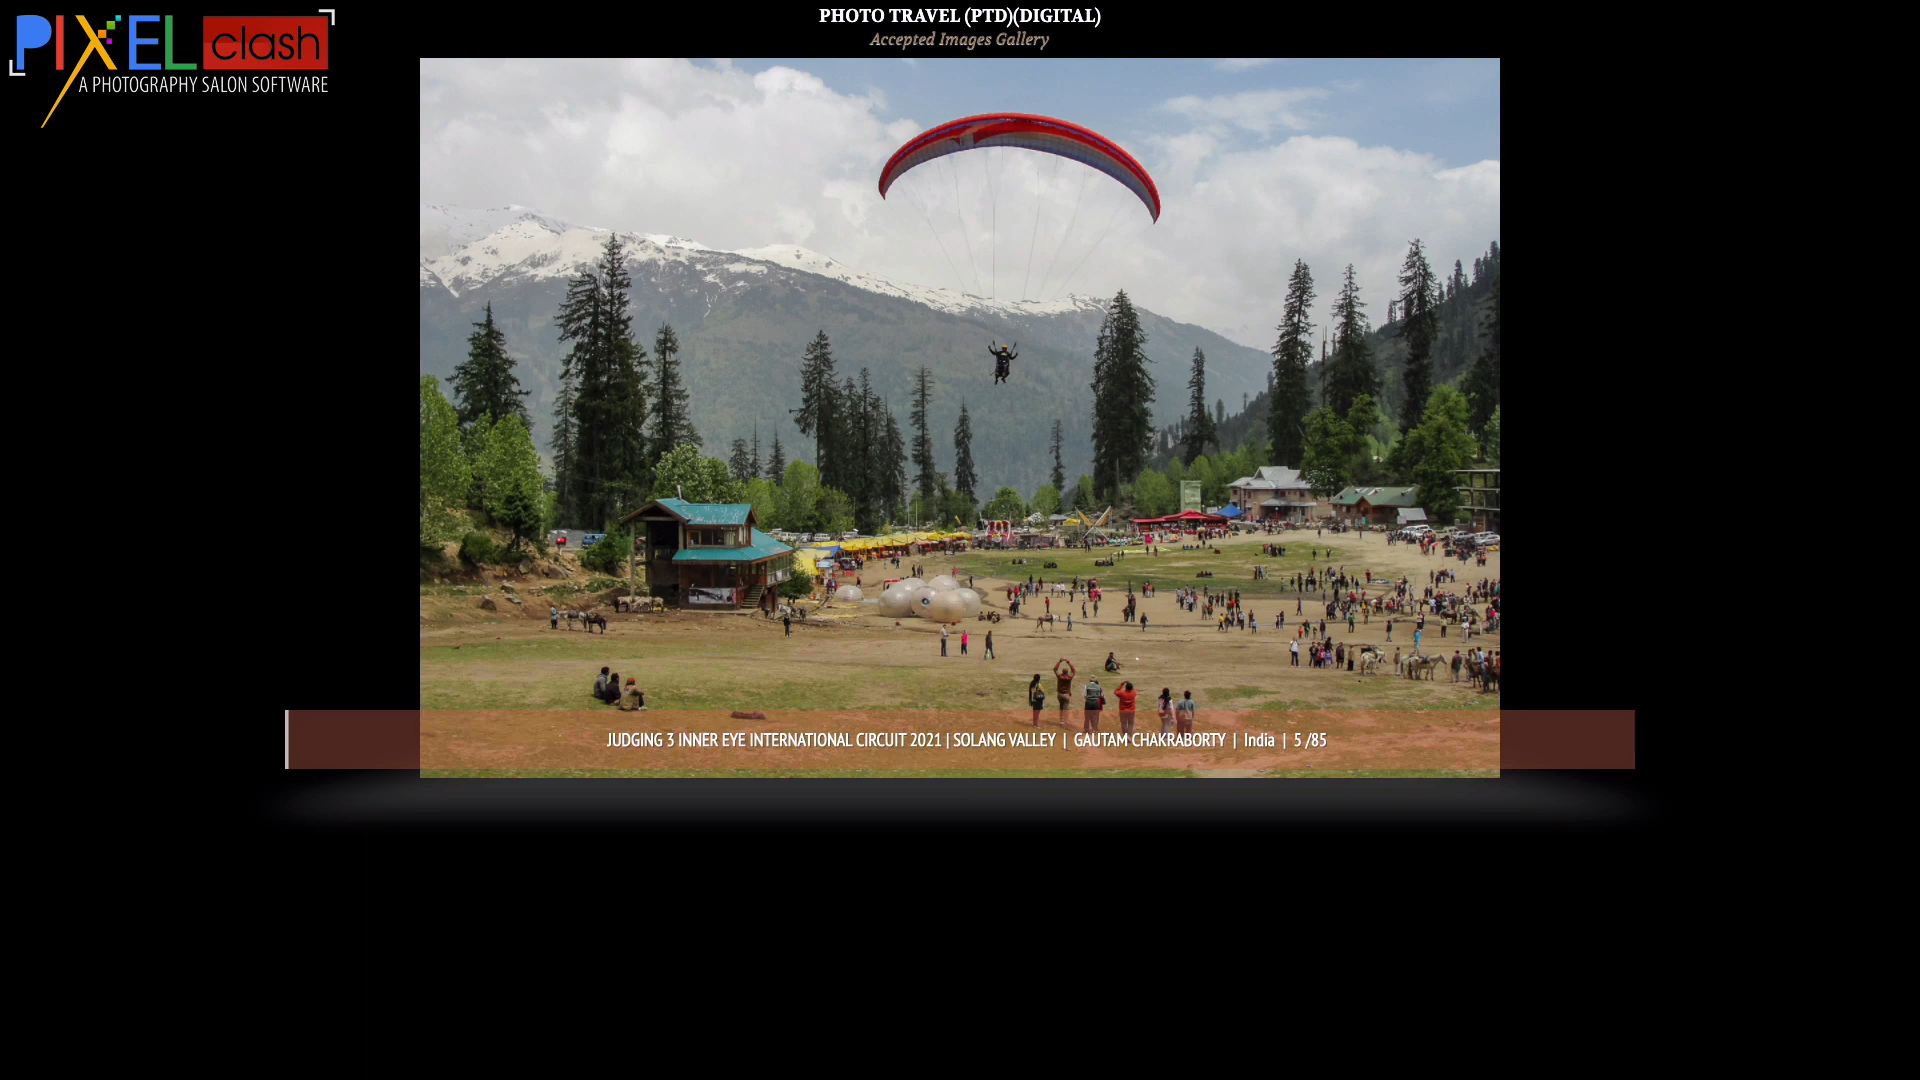 PIXEL clash
A PHOTOGRAPHY SALON SOFTWARE
PHOTO TRAVEL (PTD)(DIGITAL)
Accepted Images Gallery
JUDGING 3 INNER EYE INTERNATIONAL CIRCUIT 2021 | SOLANG VALLEY | GAUTAM CHAKRABORTY | India | 5 /85